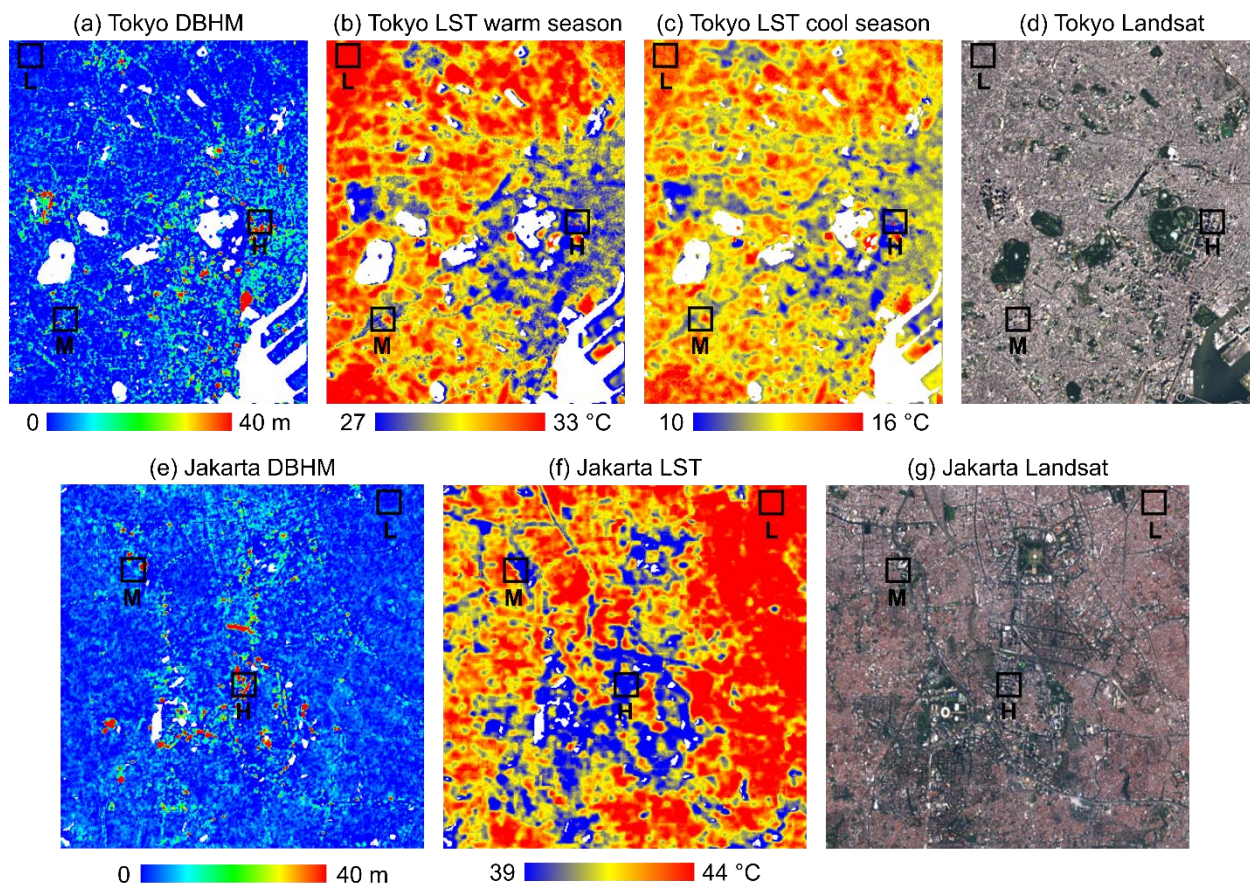 (a) Tokyo DBHM (b) Tokyo LST warm season (c) Tokyo LST cool season (d) Tokyo Landsat
L L L L
H H H H
M M M M
0 40 m 27 33 °C 10 16 °C
(e) Jakarta DBHM (f) Jakarta LST (g) Jakarta Landsat
L L L
M M M
H H H
0 40 m 39 44 °C